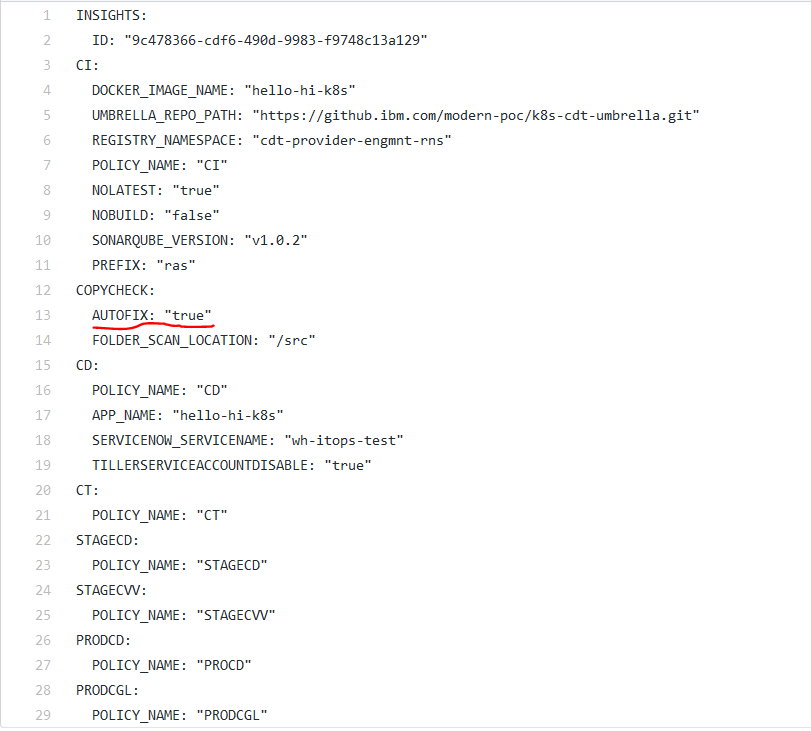 1 INSIGHTS:
2 ID: "9c478366-cdf6-490d-9983-f9748c13a129"
3 CI:
4 DOCKER_IMAGE_NAME: "hello-hi-k8s"
5 UMBRELLA_REPO_PATH: "https://github.ibm.com/modern-poc/k8s-cdt-umbrella.git"
6 REGISTRY_NAMESPACE: "cdt-provider-engmnt-rns"
7 POLICY_NAME: "CI"
8 NOLATEST: "true"
9 NOBUILD: "false"
10 SONARQUBE_VERSION: "v1.0.2"
11 PREFIX: "ras"
12 COPYCHECK:
13 AUTOFIX: "true"
14 FOLDER_SCAN_LOCATION: "/src"
15 CD:
16 POLICY_NAME: "CD"
17 APP_NAME: "hello-hi-k8s"
18 SERVICENOW_SERVICENAME: "wh-itops-test"
19 TILLERSERVICEACCOUNTDISABLE: "true"
20 CT:
21 POLICY_NAME: "CT"
22 STAGECD:
23 POLICY_NAME: "STAGECD"
24 STAGECVV:
25 POLICY_NAME: "STAGECVV"
26 PRODCD:
27 POLICY_NAME: "PROCD"
28 PRODCGL:
29 POLICY_NAME: "PRODCGL"